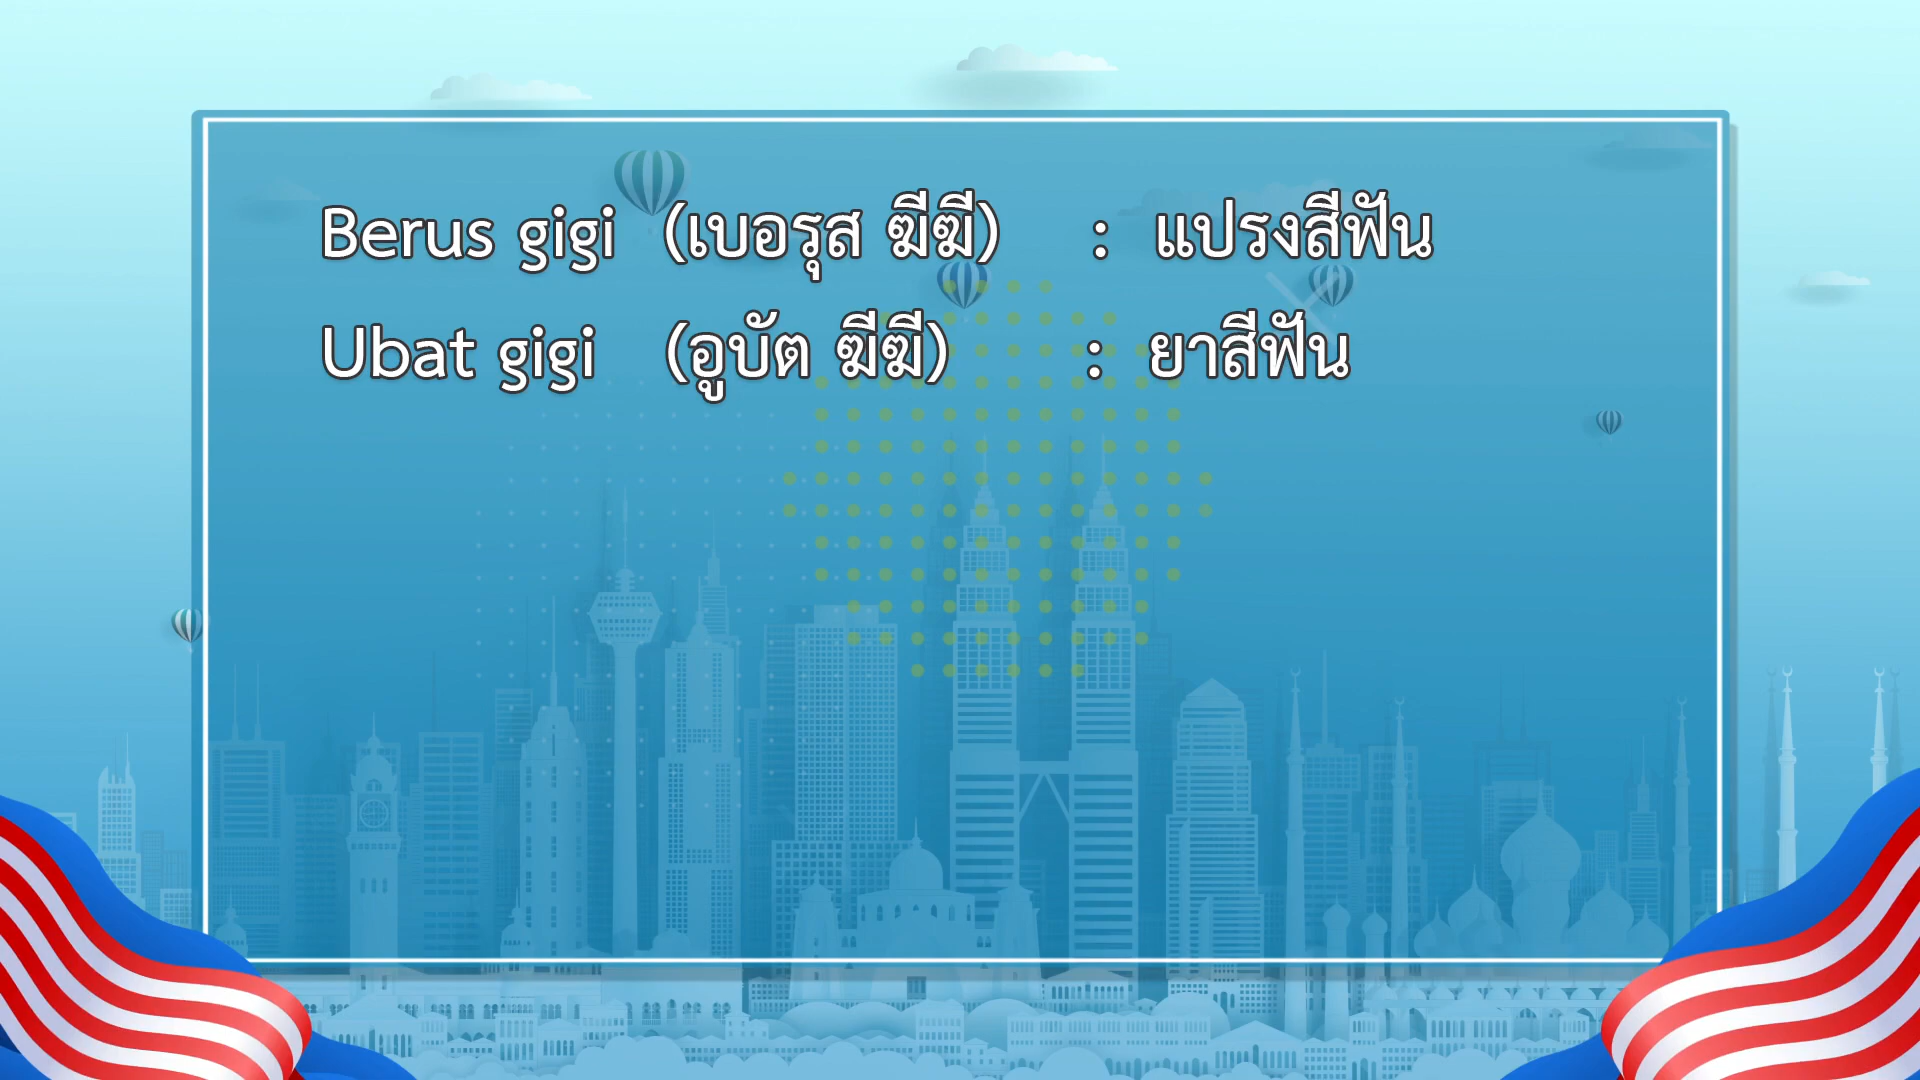 Berus gigi (เบอรุส ฆีฆี) : แปรงสีฟัน
Ubat gigi (อูบัต ฆีฆี) : ยาสีฟัน